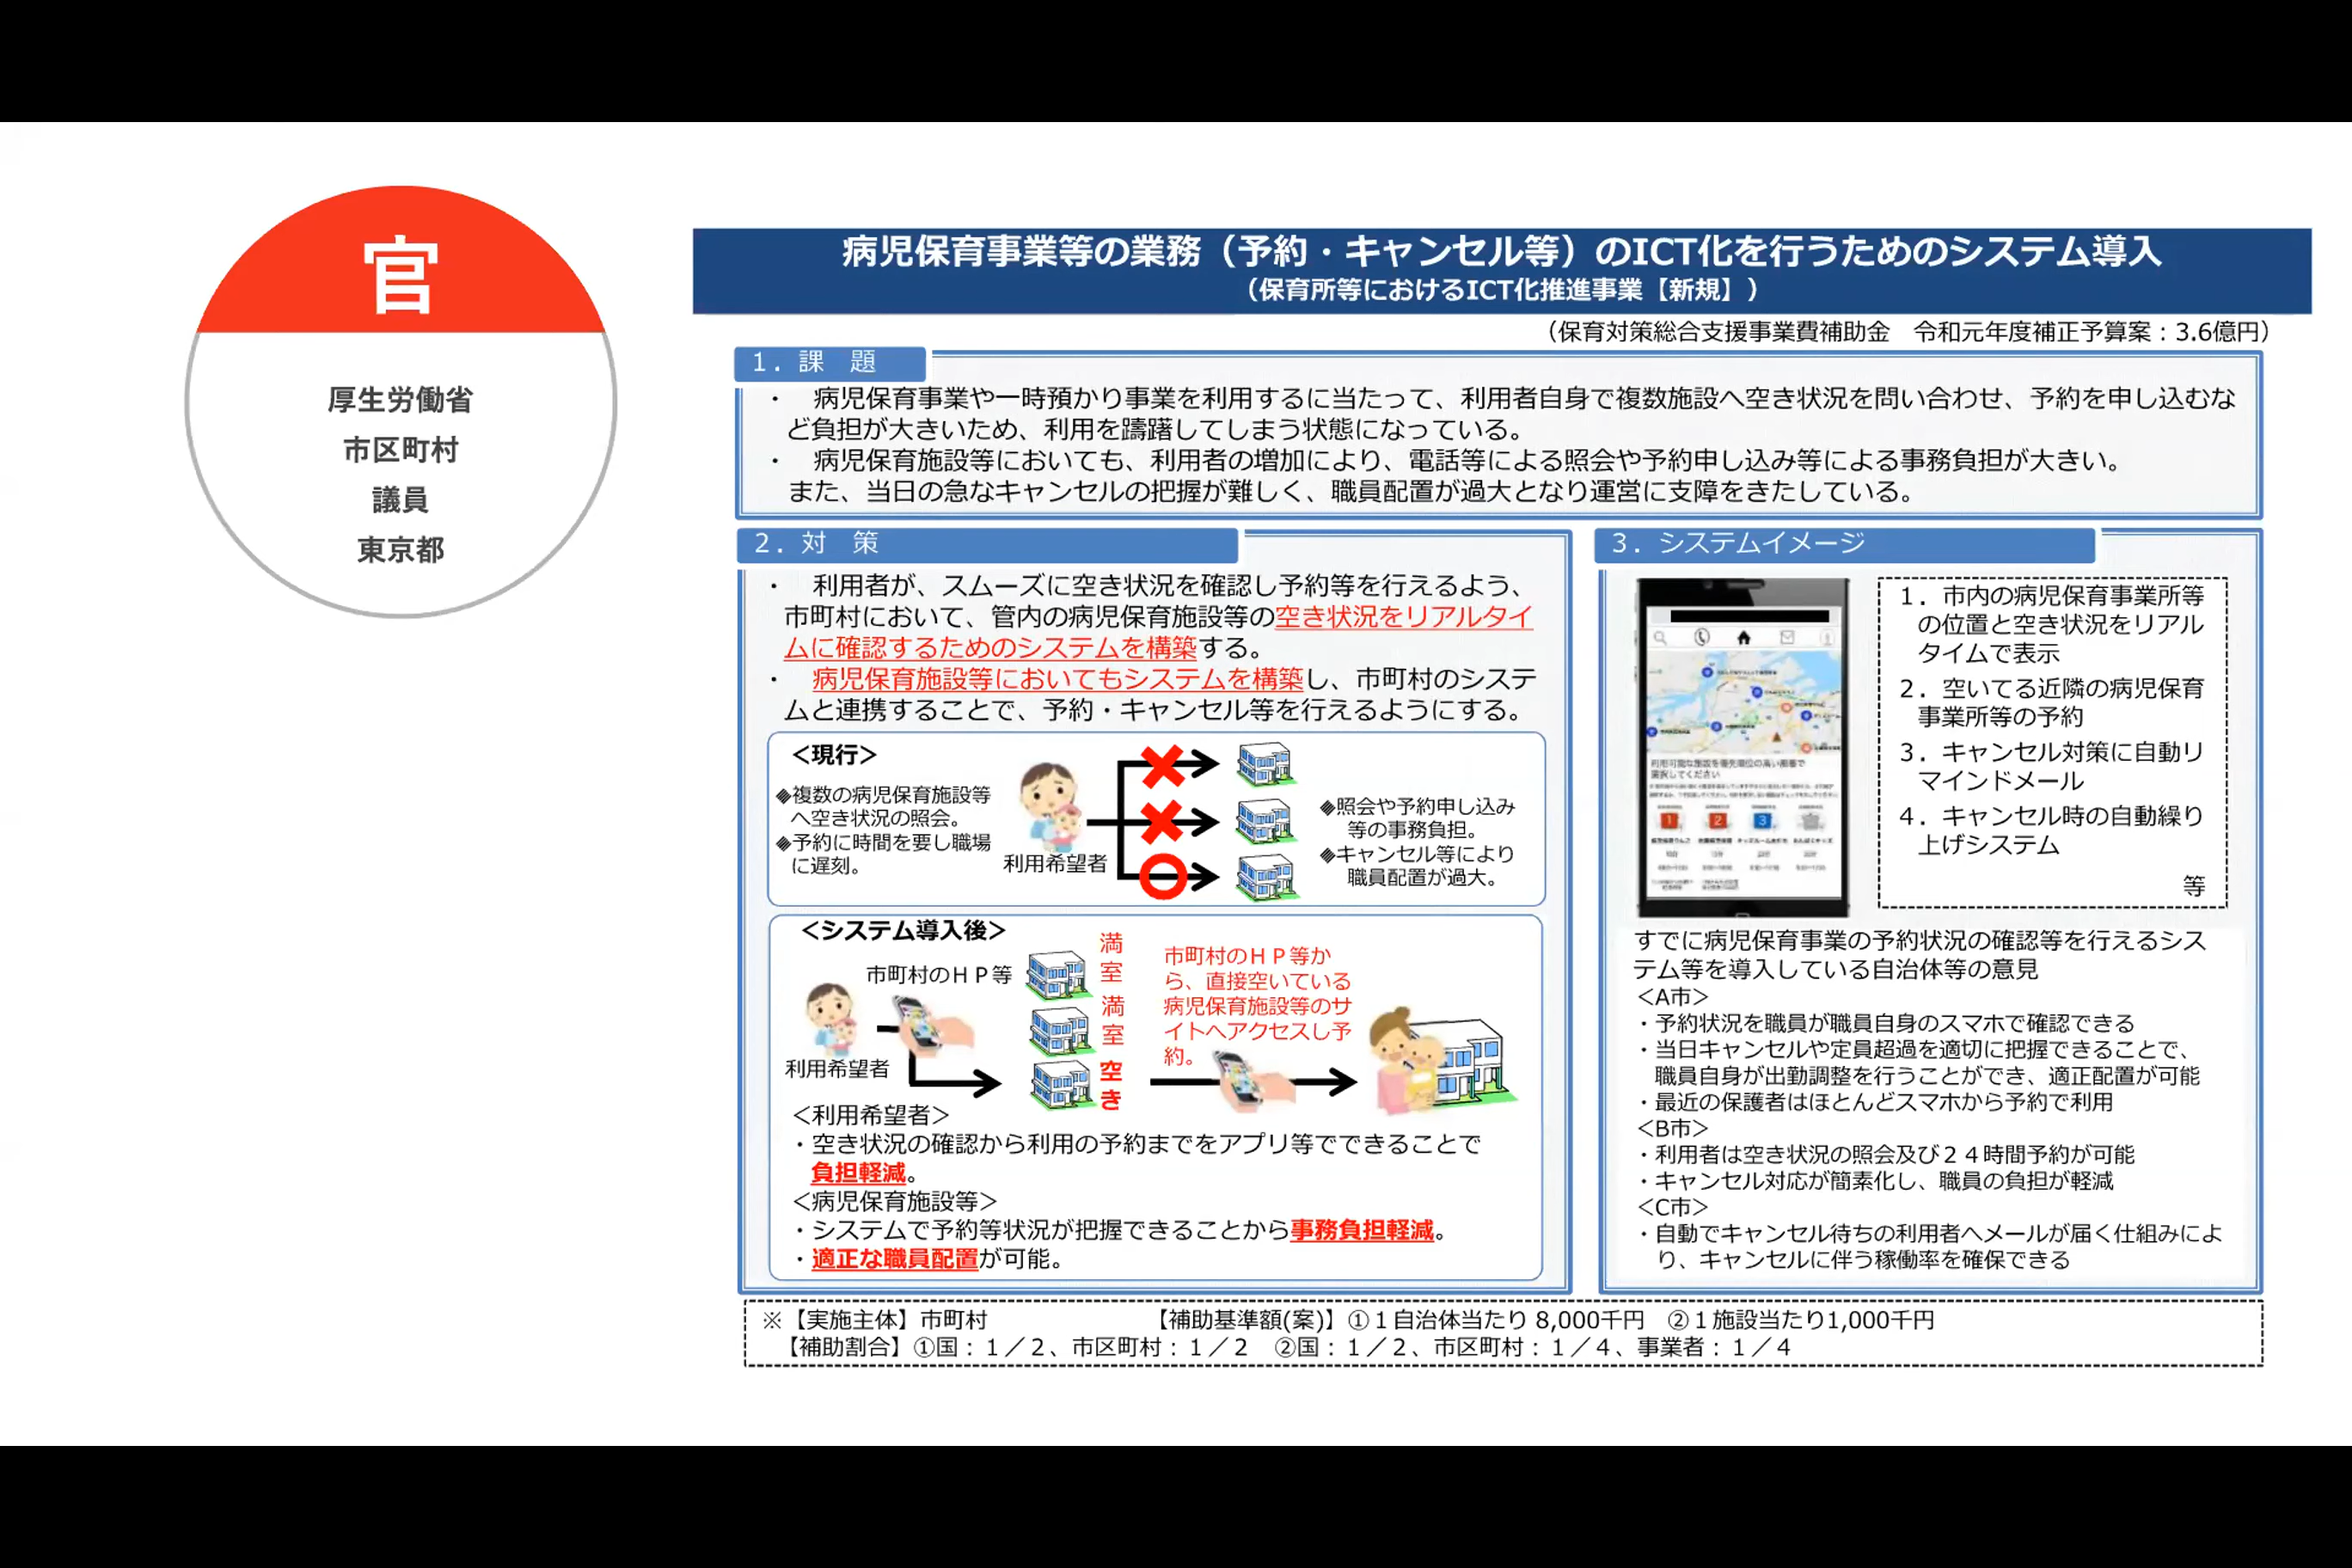 官
厚生労働省
市区町村
議員
東京都
病児保育事業等の業務（予約・キャンセル等）のICT化を行うためのシステム導入
（保育所等におけるICT化推進事業【新規】）
（保育対策総合支援事業費補助金　令和元年度補正予算案：3.6億円）
１．課　題
・　病児保育事業や一時預かり事業を利用するに当たって、利用者自身で複数施設へ空き状況を問い合わせ、予約を申し込むな
ど負担が大きいため、利用を躊躇してしまう状態になっている。
・　病児保育施設等においても、利用者の増加により、電話等による照会や予約申し込み等による事務負担が大きい。
また、当日の急なキャンセルの把握が難しく、職員配置が過大となり運営に支障をきたしている。
２．対　策
・　利用者が、スムーズに空き状況を確認し予約等を行えるよう、
市町村において、管内の病児保育施設等の空き状況をリアルタイ
ムに確認するためのシステムを構築する。
・　病児保育施設等においてもシステムを構築し、市町村のシステ
ムと連携することで、予約・キャンセル等を行えるようにする。
＜現行＞
◆複数の病児保育施設等
へ空き状況の照会。
◆予約に時間を要し職場
に遅刻。
利用希望者
◆照会や予約申し込み
等の事務負担。
◆キャンセル等により
職員配置が過大。
＜システム導入後＞
市町村のＨＰ等
利用希望者
満室
満室
空き
市町村のＨＰ等か
ら、直接空いている
病児保育施設等のサ
イトへアクセスし予
約。
＜利用希望者＞
・空き状況の確認から利用の予約までをアプリ等でできることで
負担軽減。
＜病児保育施設等＞
・システムで予約等状況が把握できることから事務負担軽減。
・適正な職員配置が可能。
３．システムイメージ
利用可能な施設を優先順位の高い順番で
選択してください
1 2 3
１．市内の病児保育事業所等
の位置と空き状況をリアル
タイムで表示
２．空いてる近隣の病児保育
事業所等の予約
３．キャンセル対策に自動リ
マインドメール
４．キャンセル時の自動繰り
上げシステム
等
すでに病児保育事業の予約状況の確認等を行えるシス
テム等を導入している自治体等の意見
＜A市＞
・予約状況を職員が職員自身のスマホで確認できる
・当日キャンセルや定員超過を適切に把握できることで、
職員自身が出勤調整を行うことができ、適正配置が可能
・最近の保護者はほとんどスマホから予約で利用
＜B市＞
・利用者は空き状況の照会及び２４時間予約が可能
・キャンセル対応が簡素化し、職員の負担が軽減
＜C市＞
・自動でキャンセル待ちの利用者へメールが届く仕組みによ
り、キャンセルに伴う稼働率を確保できる
※【実施主体】市町村　【補助基準額(案)】①１自治体当たり 8,000千円　②１施設当たり1,000千円
【補助割合】①国：１／２、市区町村：１／２　②国：１／２、市区町村：１／４、事業者：１／４